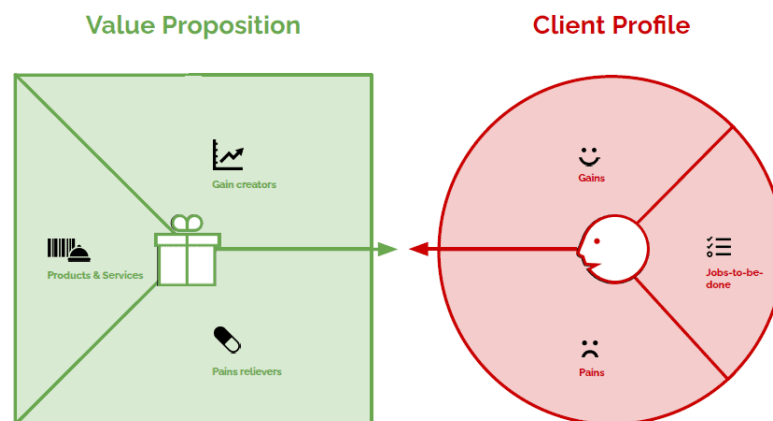 Value Proposition
Client Profile
Gain creators
Gains
Products & Services
Jobs-to-be-
done
Pains relievers
Pains